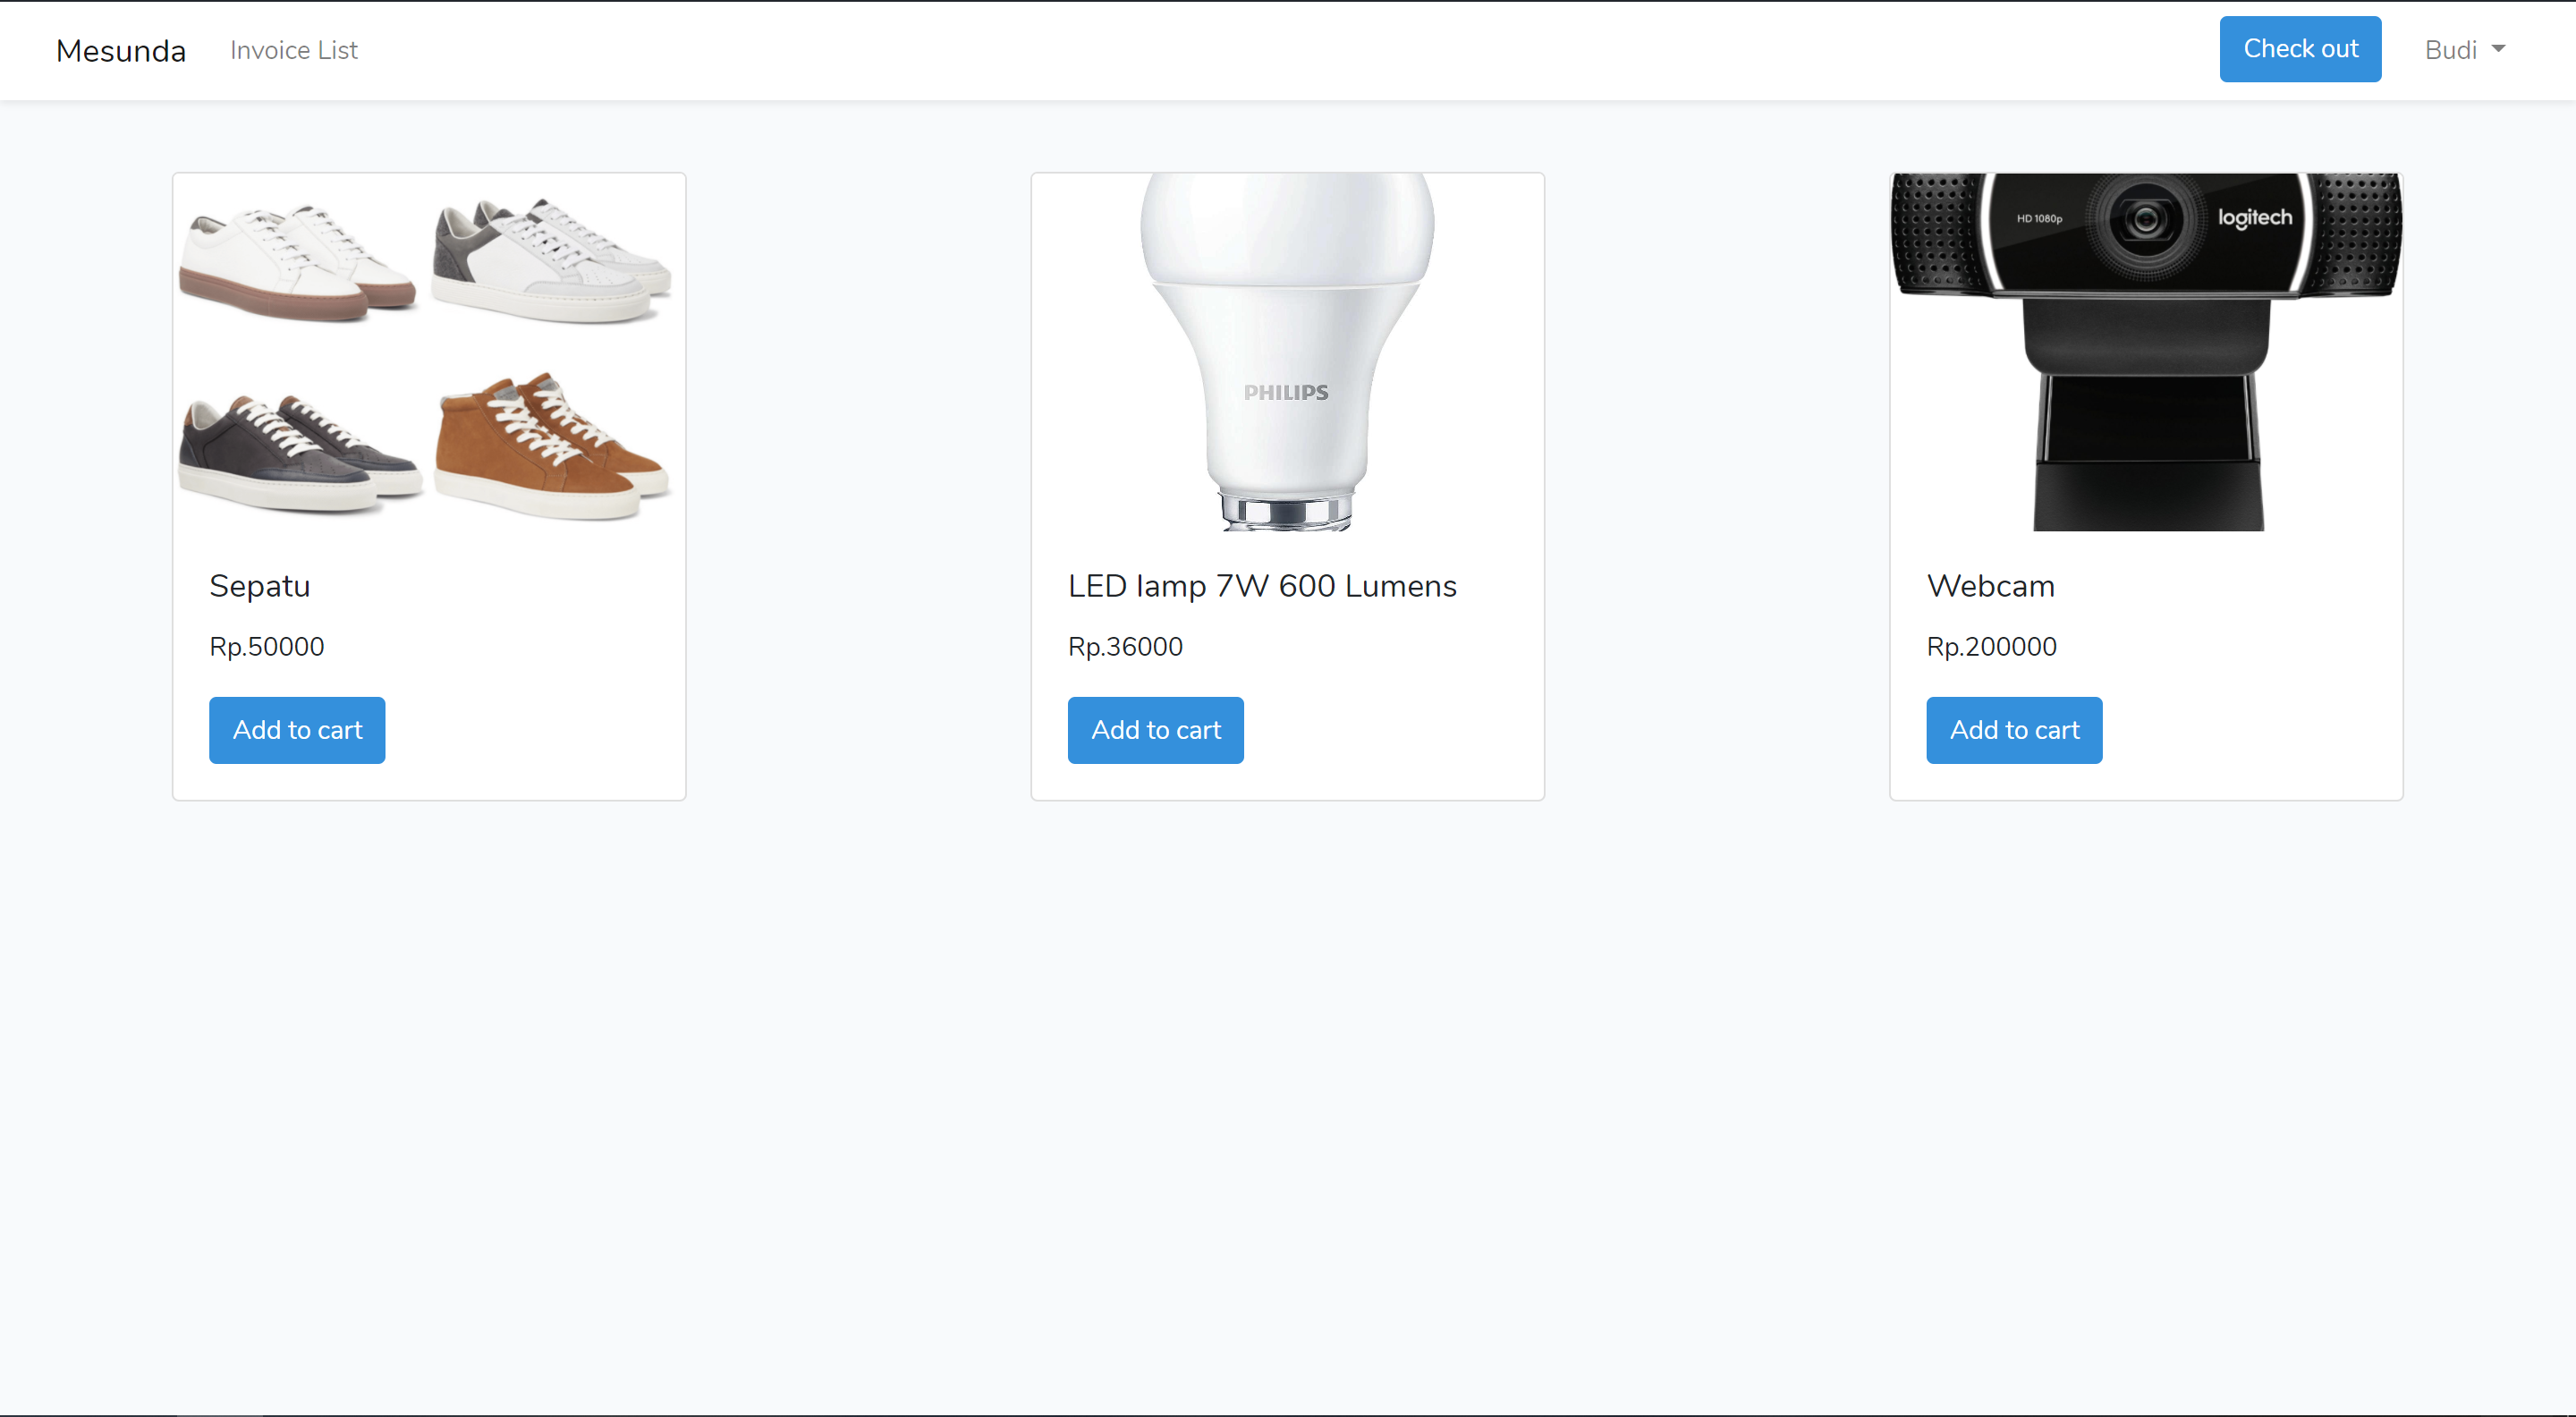 Mesunda Invoice List Check out Budi
HD 1080p logitech
PHILIPS
Sepatu
Rp.50000
Add to cart
LED lamp 7W 600 Lumens
Rp.36000
Add to cart
Webcam
Rp.200000
Add to cart